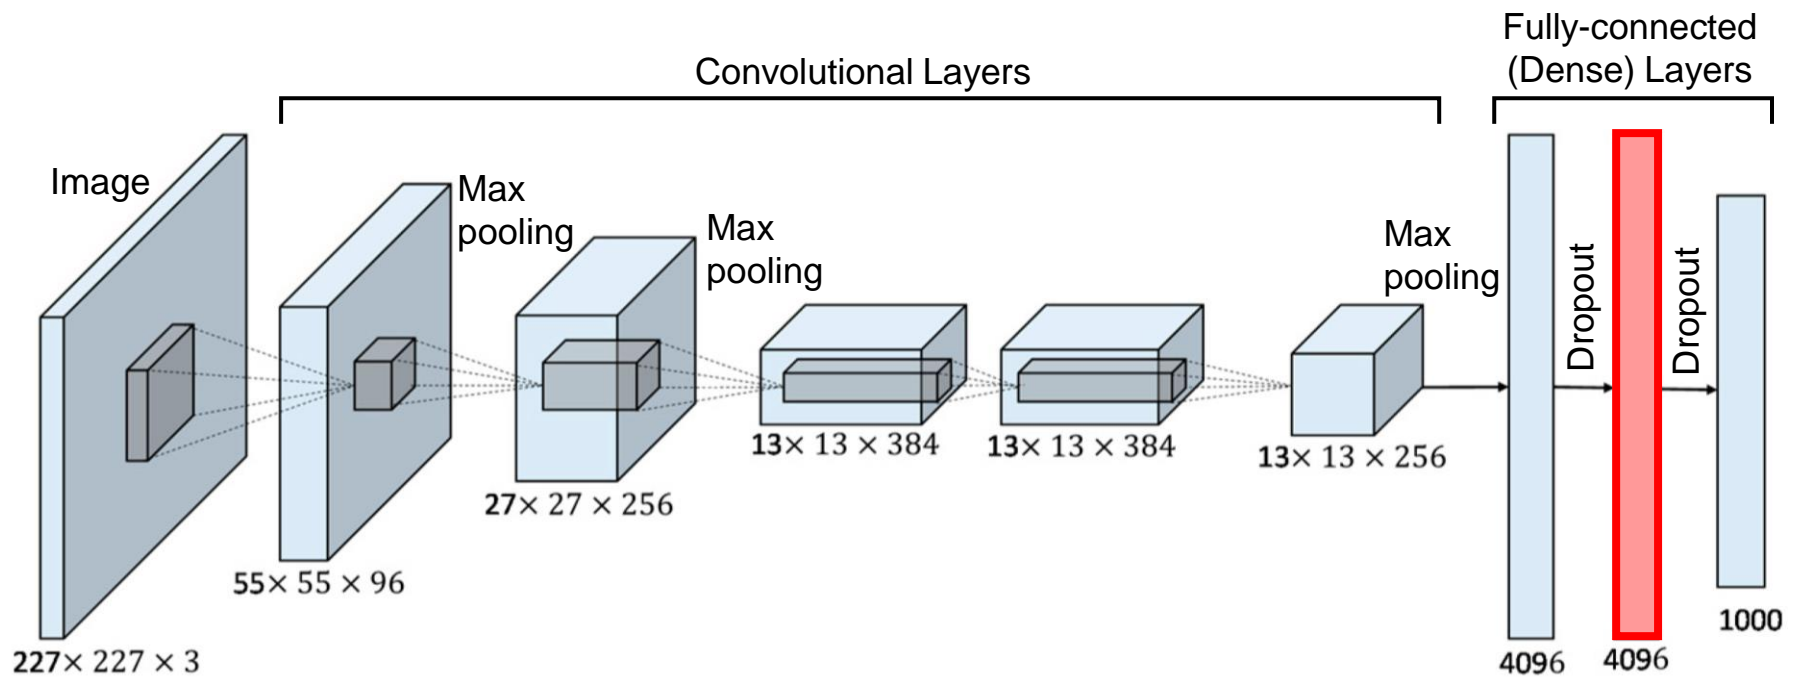 Fully-connected
(Dense) Layers
Convolutional Layers
Image
Max
pooling
Max
pooling
Max
pooling
Dropout
Dropout
13× 13 × 384
13× 13 × 384
13× 13 × 256
27× 27 × 256
55× 55 × 96
1000
227× 227 × 3
4096
4096